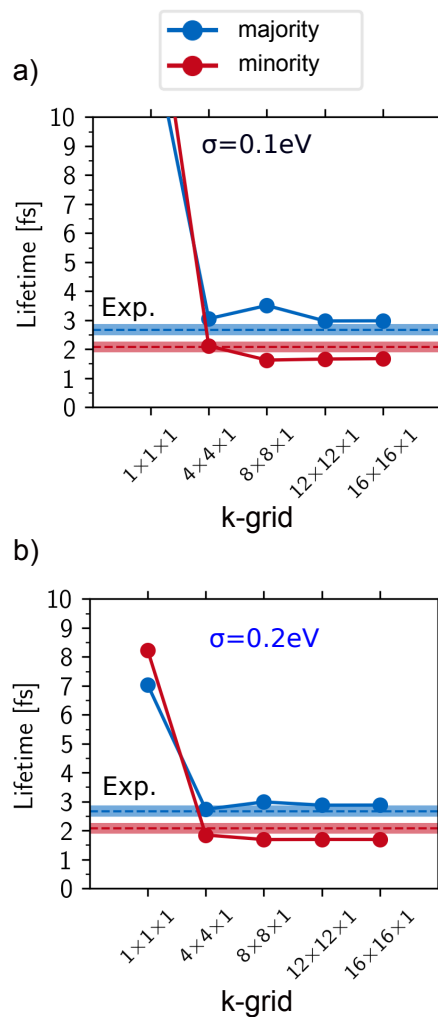 majority
minority
a)
σ=0.1eV
Exp.
Lifetime [fs]
10
9
8
7
6
5
4
3
2
1
0
1×1×1
4×4×1
8×8×1
12×12×1
16×16×1
k-grid
b)
σ=0.2eV
Exp.
Lifetime [fs]
10
9
8
7
6
5
4
3
2
1
0
1×1×1
4×4×1
8×8×1
12×12×1
16×16×1
k-grid